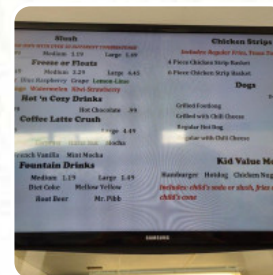 Slush
Medium 1.19 Large 1.49
Freeze or Floats
Medium 3.29 Large 4.45
Blue Raspberry Grape Lemon-Lime
Watermelon Kiwi-Strawberry
Hot 'n Cozy Drinks
Hot Chocolate .99
Coffee Latte Crush
Large 4.49
Mocha
French Vanilla Mint Mocha
Fountain Drinks
Medium 1.19 Large 1.49
Diet Coke Mellow Yellow
Root Beer Mr. Pibb
Chicken Strips
Includes Regular Fries, Texas
4 Piece Chicken Strip Basket
6 Piece Chicken Strip Basket
Dogs
Grilled Footlong
Grilled with Chili Cheese
Regular Hot Dog
Regular with Chili Cheese
Kid Value Me
Hamburger Hotdog Chicken Nug
Includes: child's soda or slush, fries
child's cone
SAMSUNG